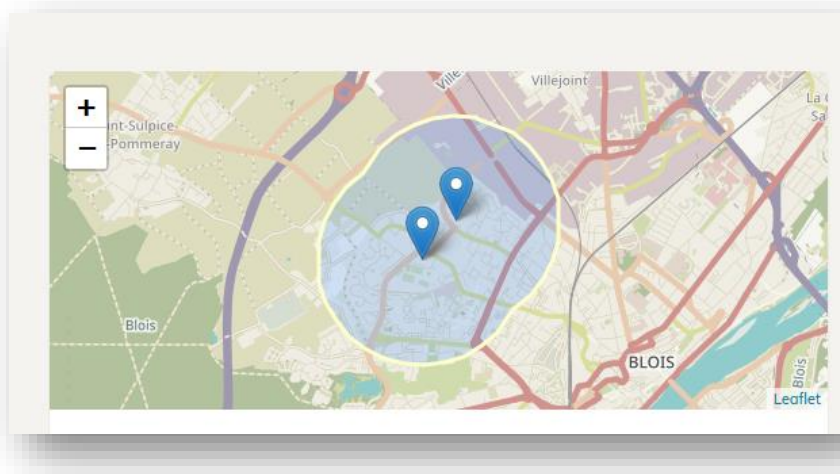 +
−
Villejoint
int-Sulpice-
-Pommeray
Blois
BLOIS
Blois
Leaflet